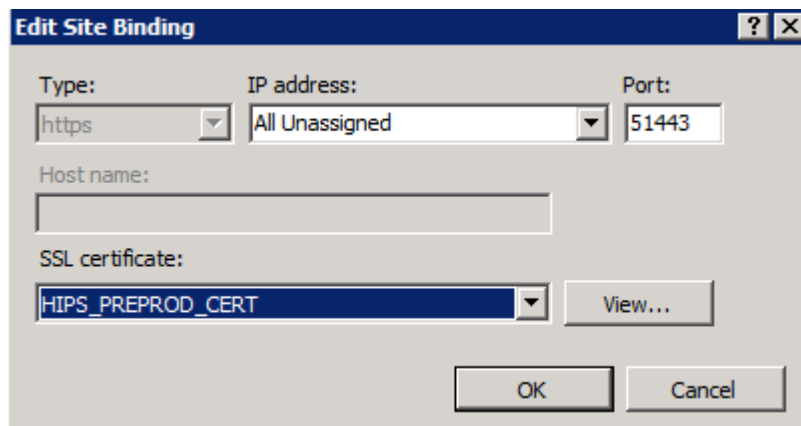 Edit Site Binding
Type: IP address: Port:
https All Unassigned 51443
Host name:
SSL certificate:
HIPS_PREPROD_CERT View...
OK Cancel